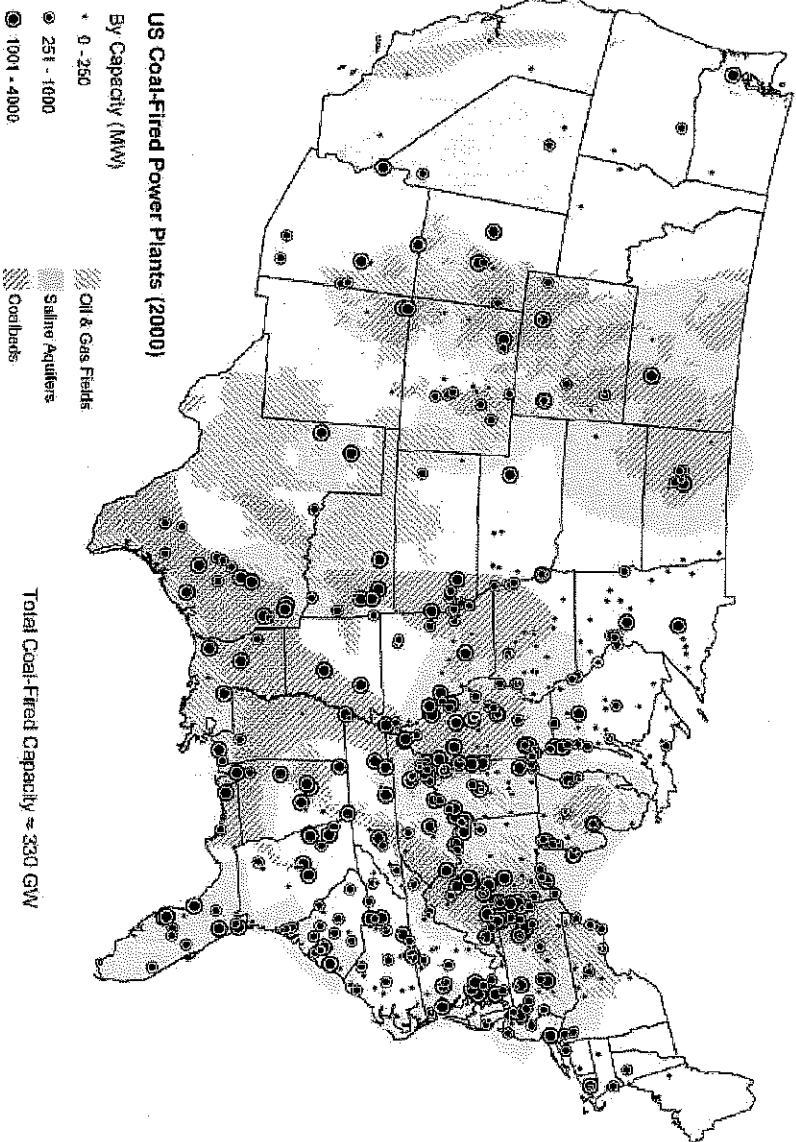 US Coal-Fired Power Plants (2000)
By Capacity (MW)
0 - 250
251 - 1000
1001 - 4000
Oil & Gas Fields
Saline Aquifers
Coalbeds
Total Coal-Fired Capacity = 330 GW